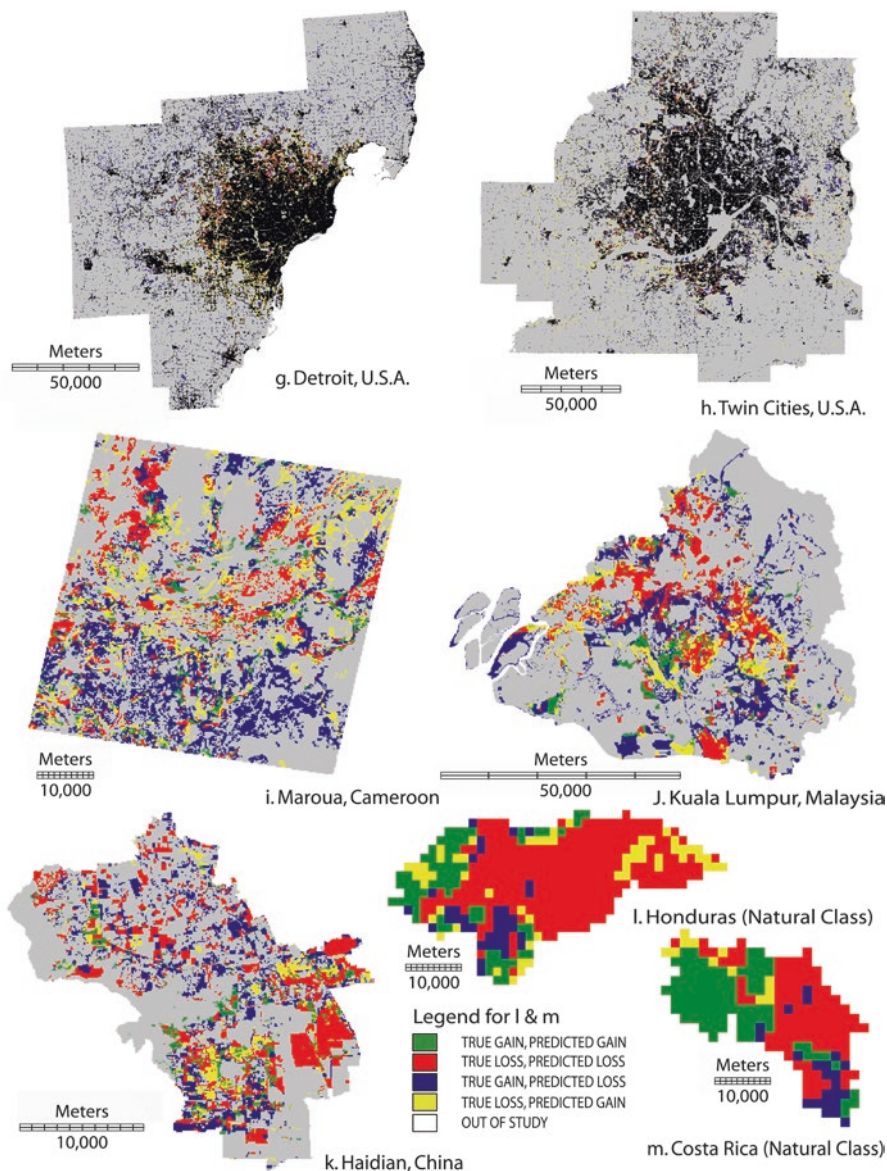 Meters
50,000
g. Detroit, U.S.A.
Meters
50,000
h. Twin Cities, U.S.A.
Meters
10,000
i. Maroua, Cameroon
Meters
50,000
J. Kuala Lumpur, Malaysia
l. Honduras (Natural Class)
Meters
10,000
Legend for l & m
TRUE GAIN, PREDICTED GAIN
TRUE LOSS, PREDICTED LOSS
TRUE GAIN, PREDICTED LOSS
TRUE LOSS, PREDICTED GAIN
OUT OF STUDY
Meters
10,000
m. Costa Rica (Natural Class)
Meters
10,000
k. Haidian, China